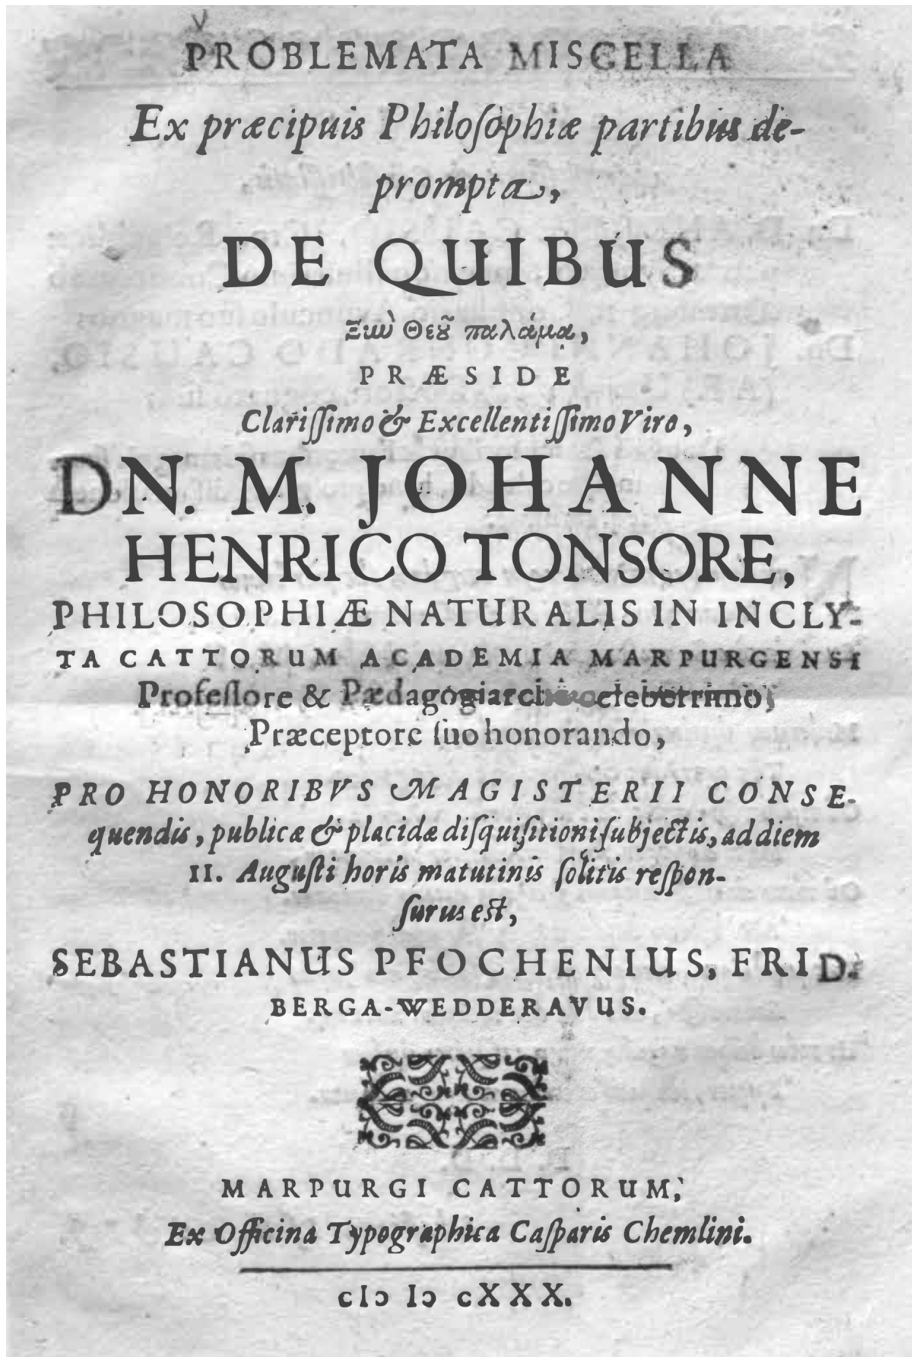 PROBLEMATA MISCELLA
Ex præcipuis Philoſophiæ partibus de-
prompta,
DE QUIBUS
Ξὺν Θεȣ͂ παλάμᾳ,
PRÆSIDE
Clariſſimo & Excellentiſſimo Viro,
DN. M. JOHANNE
HENRICO TONSORE,
PHILOSOPHIÆ NATURALIS IN INCLY-
TA CATTORUM ACADEMIA MARPURGENSI
Profeſſore & Pædagogiarcha celeberrimo,
Præceptore ſuo honorando,
PRO HONORIBVS MAGISTERII CONSE-
quendis, publicæ & placidæ diſquiſitioni ſubjectis, ad diem
II. Auguſti horis matutinis ſolitis reſpon-
ſurus eſt,
SEBASTIANUS PFOCHENIUS, FRID-
BERGA-WEDDERAVUS.
MARPURGI CATTORUM,
Ex Officina Typographica Caſparis Chemlini.
cIↄ Iↄ cXXX.